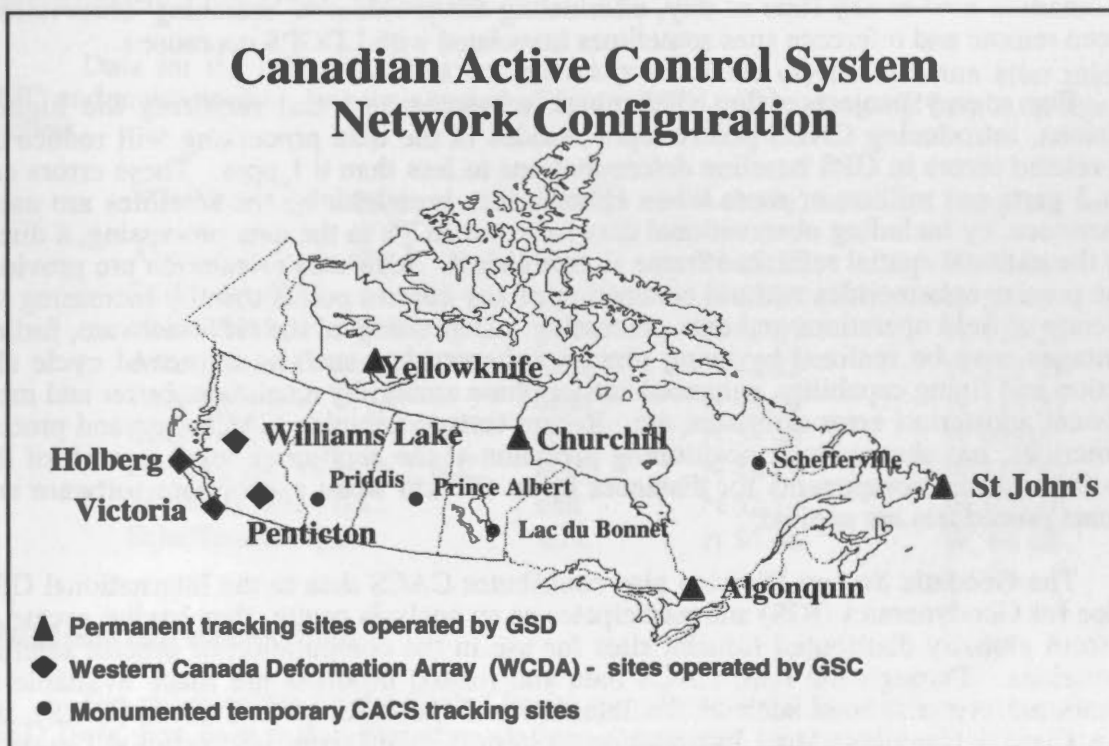 Canadian Active Control System
Network Configuration
Yellowknife
Williams Lake
Churchill
Holberg
Priddis
Prince Albert
Schefferville
St John's
Victoria
Penticton
Lac du Bonnet
Algonquin
Permanant tracking sites operated by GSD
Western Canada Deformation Array (WCDA) - sites operated by GSC
Monumented temporary CACS tracking sites